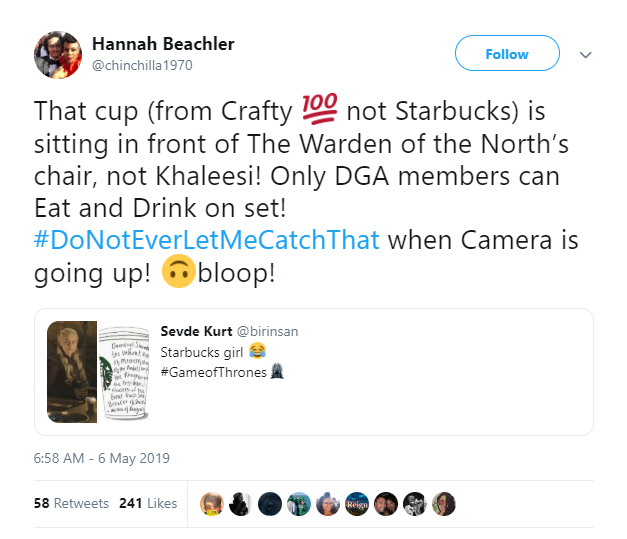 Hannah Beachler
@chinchilla1970
Follow
That cup (from Crafty 💯 not Starbucks) is
sitting in front of The Warden of the North’s
chair, not Khaleesi! Only DGA members can
Eat and Drink on set!
#DoNotEverLetMeCatchThat when Camera is
going up! 🙃bloop!
Sevde Kurt @birinsan
Starbucks girl 😂
#GameofThrones
6:58 AM - 6 May 2019
58 Retweets 241 Likes
Reign